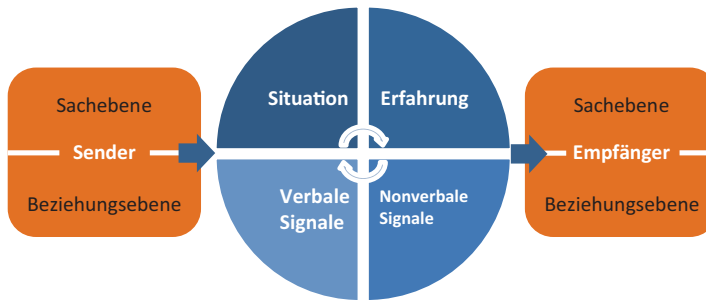 Sachebene
Sender
Beziehungsebene
Situation
Erfahrung
Verbale
Signale
Nonverbale
Signale
Sachebene
Empfänger
Beziehungsebene